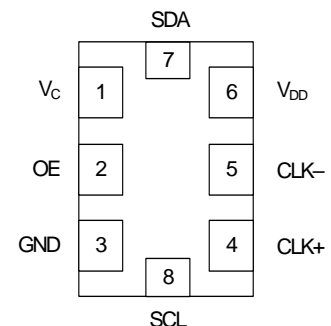 SDA
7
V_C 1 6 V_DD
OE 2 5 CLK–
GND 3 4 CLK+
8
SCL